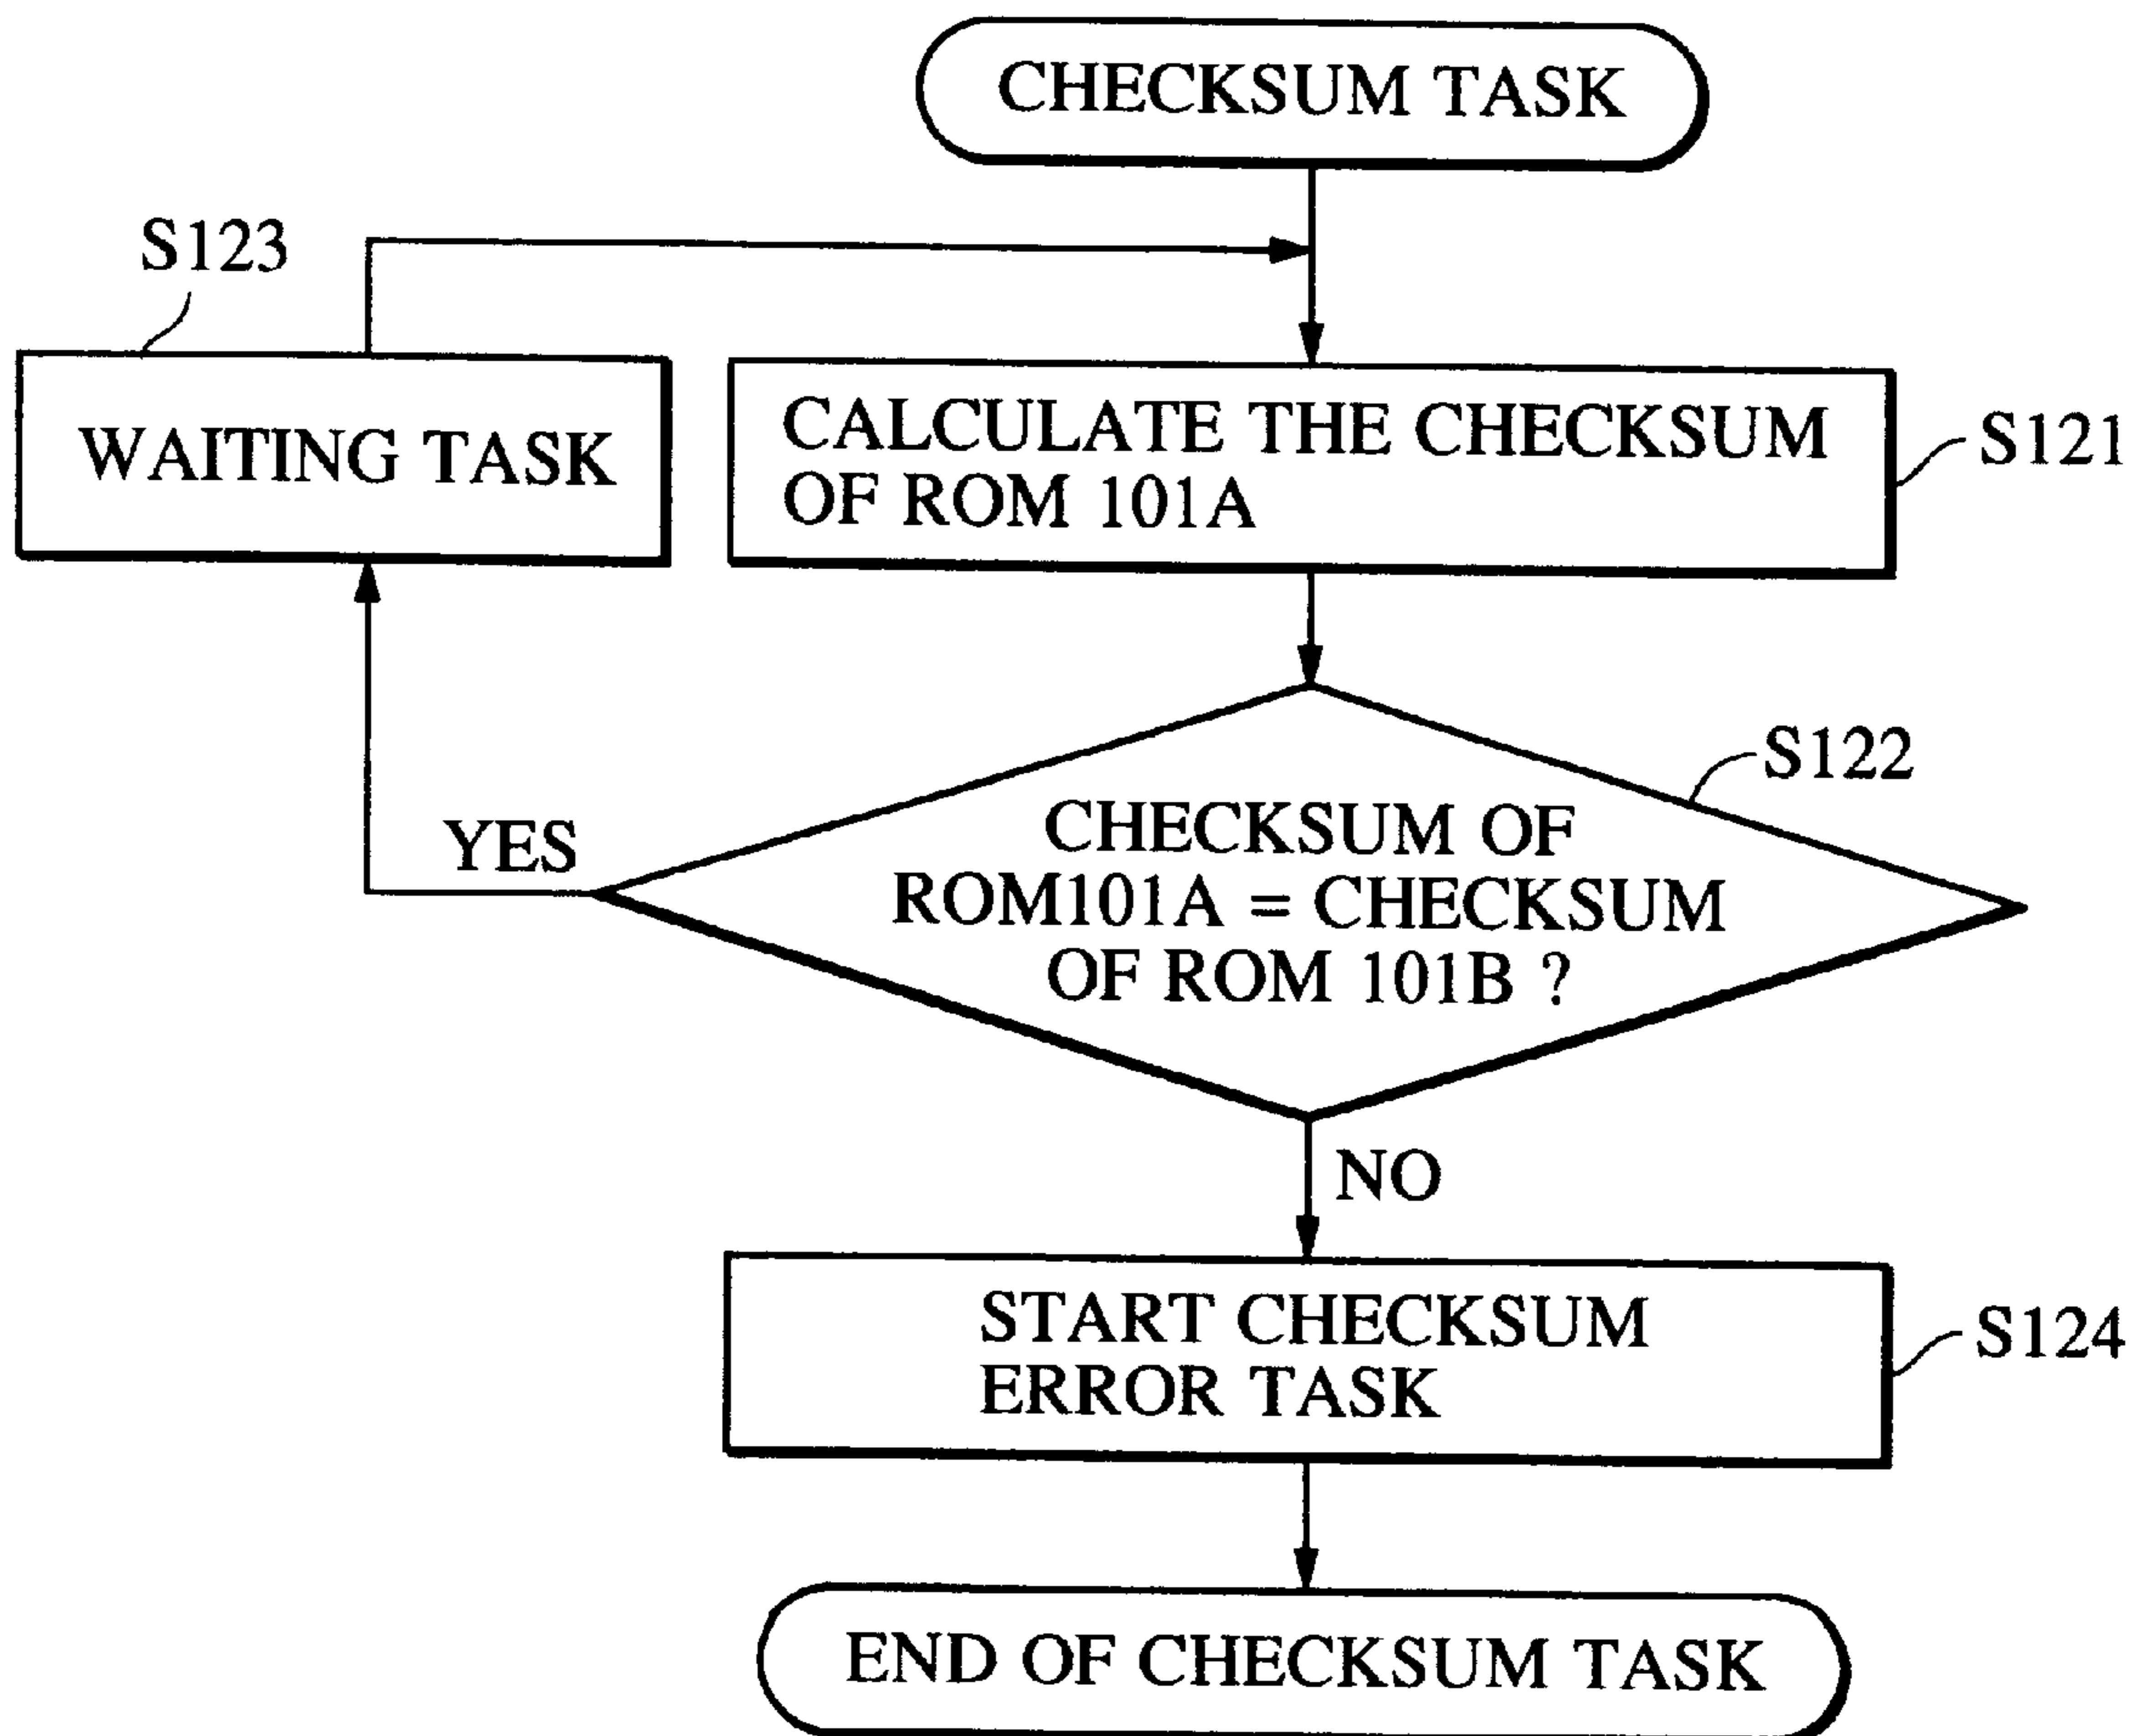 CHECKSUM TASK
S123
WAITING TASK
CALCULATE THE CHECKSUM
OF ROM 101A
S121
S122
CHECKSUM OF
ROM101A = CHECKSUM
OF ROM 101B ?
YES
NO
START CHECKSUM
ERROR TASK
S124
END OF CHECKSUM TASK